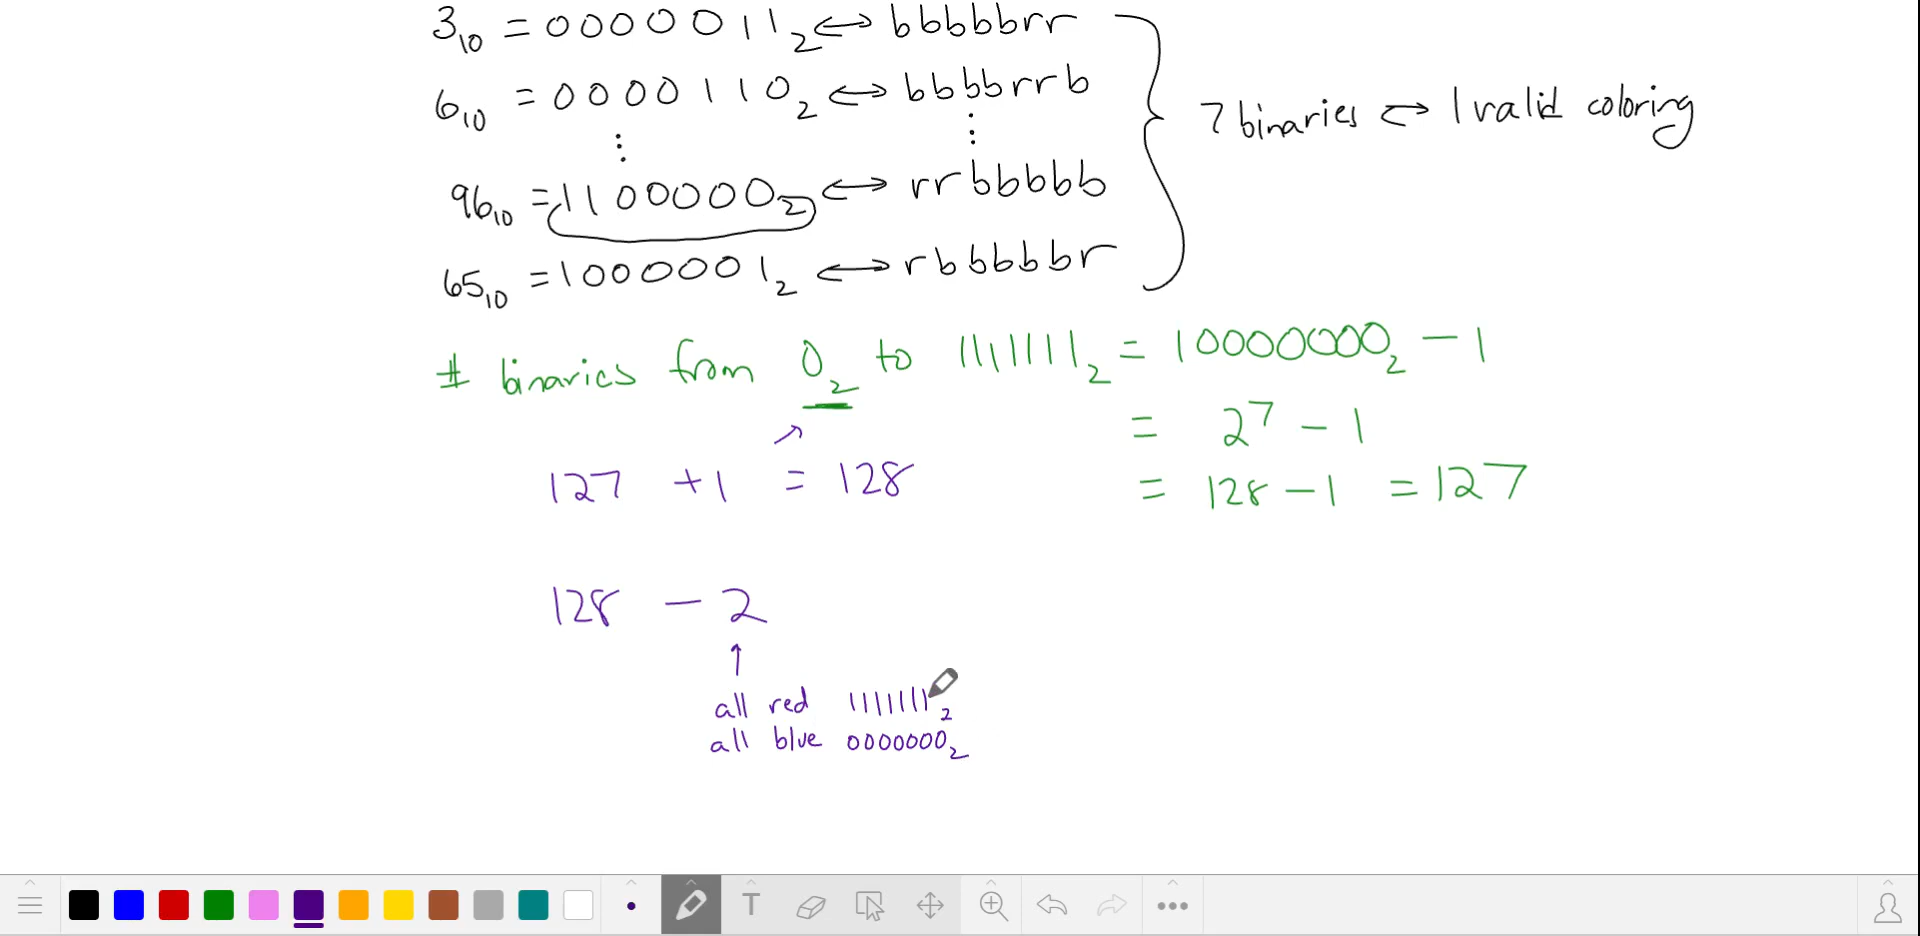 3₁₀ = 0000011₂ ↔ bbbbbrr
6₁₀ = 0000110₂ ↔ bbbbrrb
7 binaries ↔ 1 valid coloring
⋮ ⋮
96₁₀ = 1100000₂ ↔ rrbbbbb
65₁₀ = 1000001₂ ↔ rbbbbbr
# binaries from 0₂ to 1111111₂ = 10000000₂ − 1
= 2⁷ − 1
127 + 1 = 128
= 128 − 1 = 127
128 − 2
↑
all red 1111111₂
all blue 0000000₂
T